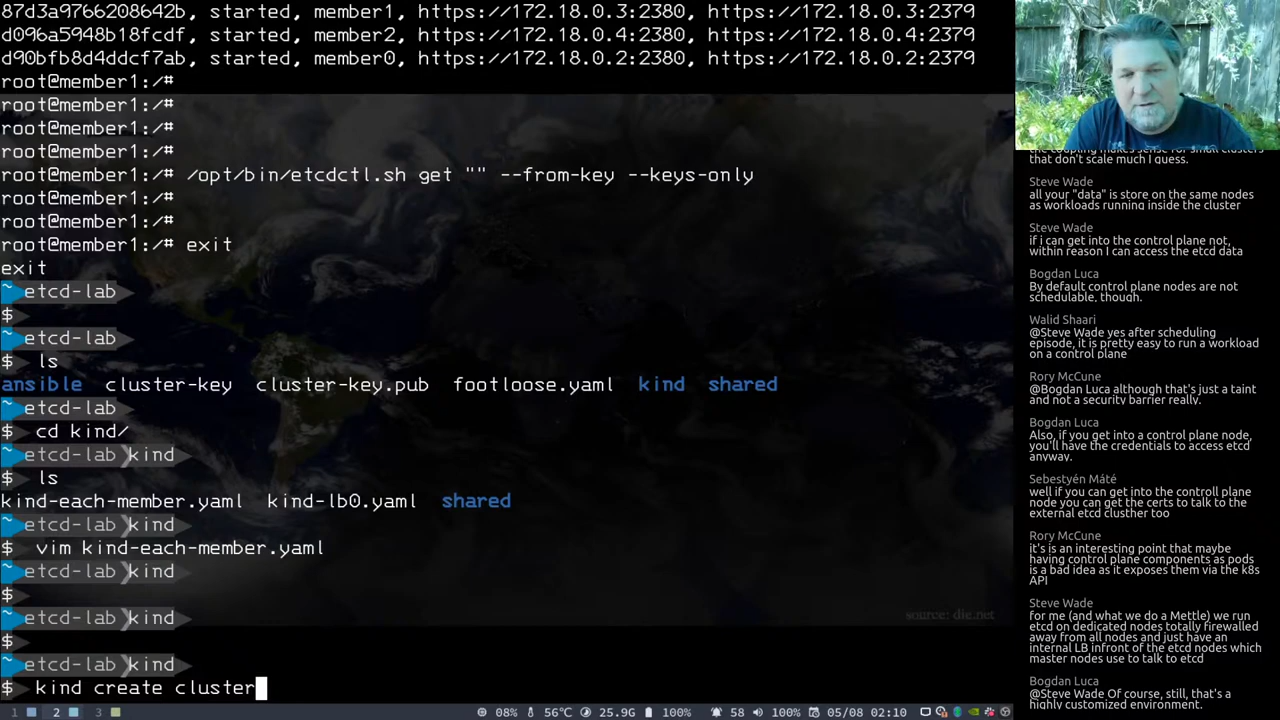 87d3a9766208642b, started, member1, https://172.18.0.3:2380, https://172.18.0.3:2379
d096a5948b18fcdf, started, member2, https://172.18.0.4:2380, https://172.18.0.4:2379
d90bfb8d4ddcf7ab, started, member0, https://172.18.0.2:2380, https://172.18.0.2:2379
root@member1:/#
root@member1:/#
root@member1:/#
root@member1:/#
root@member1:/# /opt/bin/etcdctl.sh get "" --from-key --keys-only
root@member1:/#
root@member1:/#
root@member1:/# exit
exit
~ etcd-lab
$
~ etcd-lab
$ ls
ansible cluster-key cluster-key.pub footloose.yaml kind shared
~ etcd-lab
$ cd kind/
~ etcd-lab kind
$ ls
kind-each-member.yaml kind-lb0.yaml shared
~ etcd-lab kind
$ vim kind-each-member.yaml
~ etcd-lab kind
$
~ etcd-lab kind
$
~ etcd-lab kind
$ kind create cluster
source: die.net
1 2 3
08% 56℃ 25.9G 100% 58 100% 05/08 02:10
the coupling makes sense for small clusters
that don't scale much I guess.
Steve Wade
all your "data" is store on the same nodes
as workloads running inside the cluster
Steve Wade
if i can get into the control plane not,
within reason I can access the etcd data
Bogdan Luca
By default control plane nodes are not
schedulable, though.
Walid Shaari
@Steve Wade yes after scheduling
episode, it is pretty easy to run a workload
on a control plane
Rory McCune
@Bogdan Luca although that's just a taint
and not a security barrier really.
Bogdan Luca
Also, if you get into a control plane node,
you'll have the credentials to access etcd
anyway.
Sebestyén Máté
well if you can get into the controll plane
node you can get the certs to talk to the
external etcd clusther too
Rory McCune
it's is an interesting point that maybe
having control plane components as pods
is a bad idea as it exposes them via the k8s
API
Steve Wade
for me (and what we do a Mettle) we run
etcd on dedicated nodes totally firewalled
away from all nodes and just have an
internal LB infront of the etcd nodes which
master nodes use to talk to etcd
Bogdan Luca
@Steve Wade Of course, still, that's a
highly customized environment.